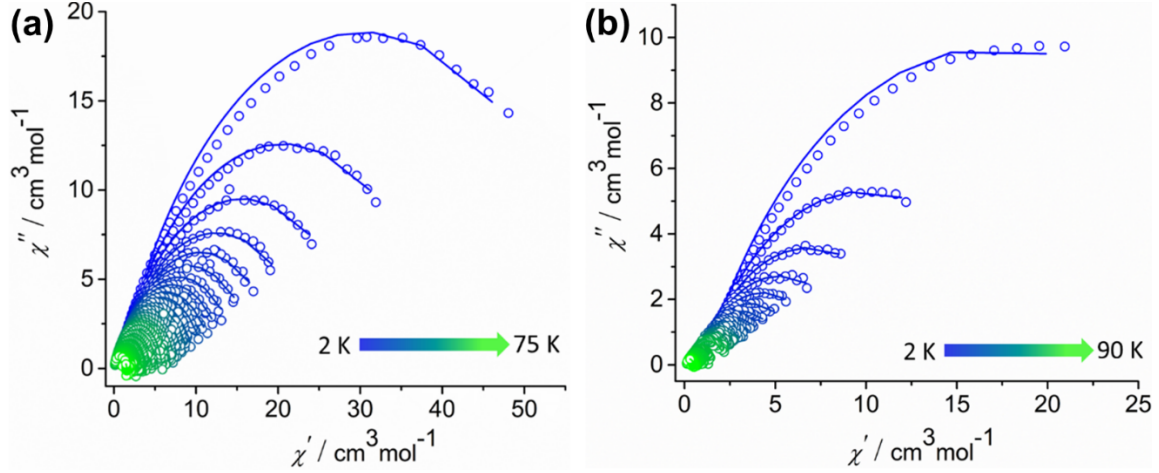 (a)
20
15
10
5
0
χ″ / cm³mol⁻¹
0 10 20 30 40 50
χ′ / cm³mol⁻¹
2 K 75 K
(b)
10
8
6
4
2
0
χ″ / cm³mol⁻¹
0 5 10 15 20 25
χ′ / cm³mol⁻¹
2 K 90 K